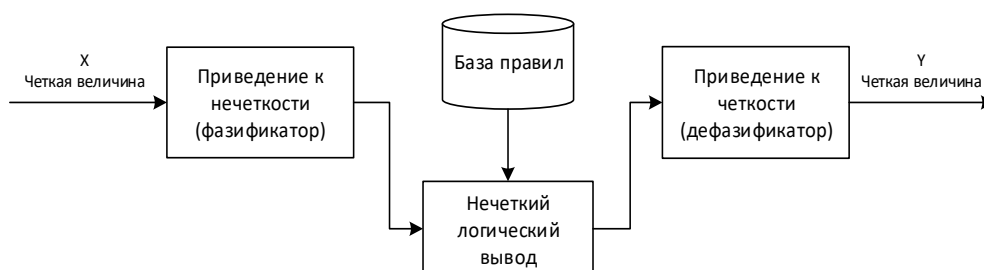 X
Четкая величина
Приведение к
нечеткости
(фазификатор)
База правил
Нечеткий
логический
вывод
Приведение к
четкости
(дефазификатор)
Y
Четкая величина